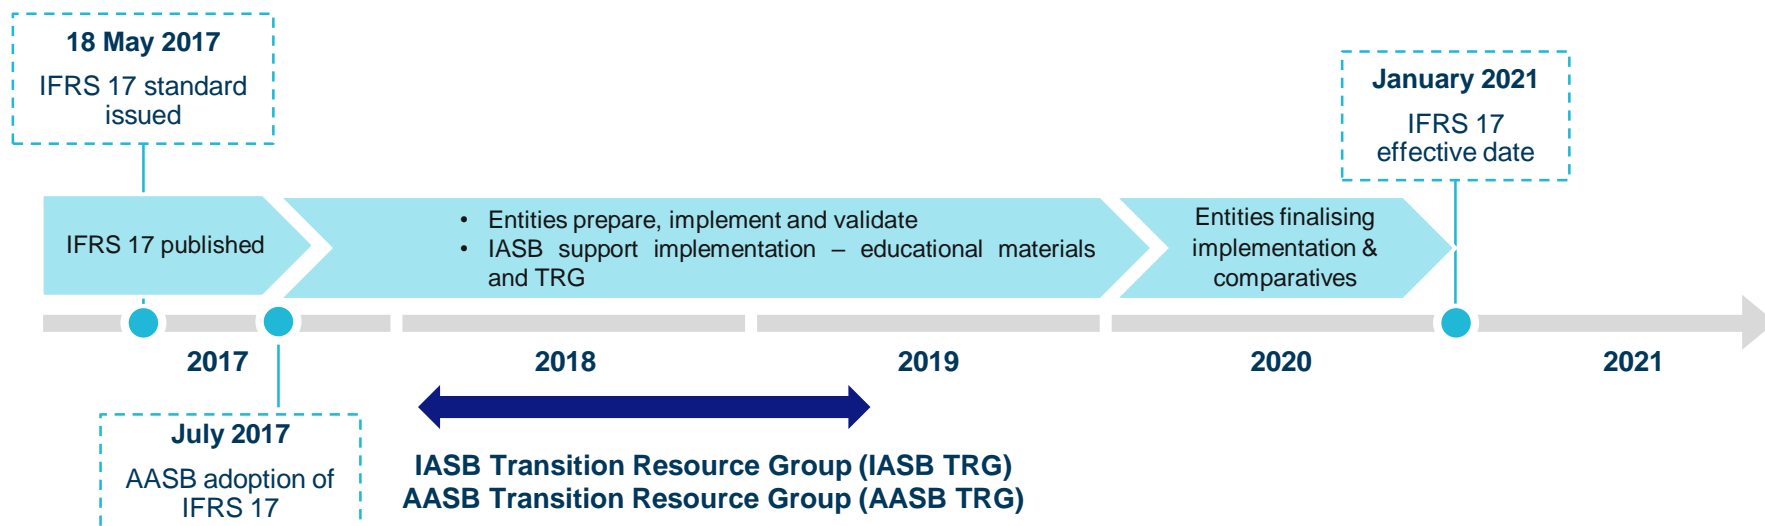 18 May 2017
IFRS 17 standard
issued
January 2021
IFRS 17
effective date
IFRS 17 published
• Entities prepare, implement and validate
• IASB support implementation – educational materials
and TRG
Entities finalising
implementation &
comparatives
2017
2018
2019
2020
2021
July 2017
AASB adoption of
IFRS 17
IASB Transition Resource Group (IASB TRG)
AASB Transition Resource Group (AASB TRG)